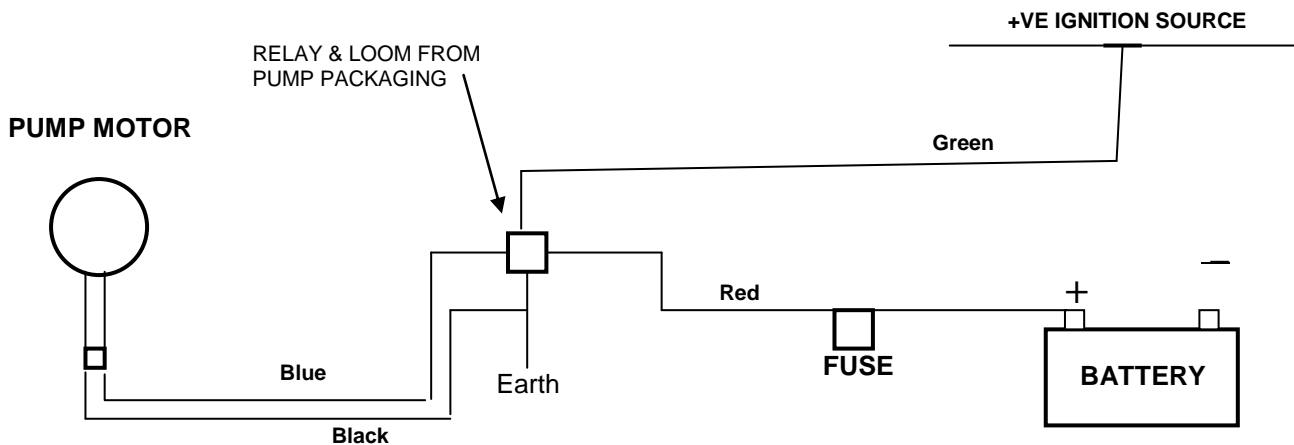 +VE IGNITION SOURCE
RELAY & LOOM FROM
PUMP PACKAGING
PUMP MOTOR
Green
Red
+
—
FUSE
BATTERY
Blue
Earth
Black